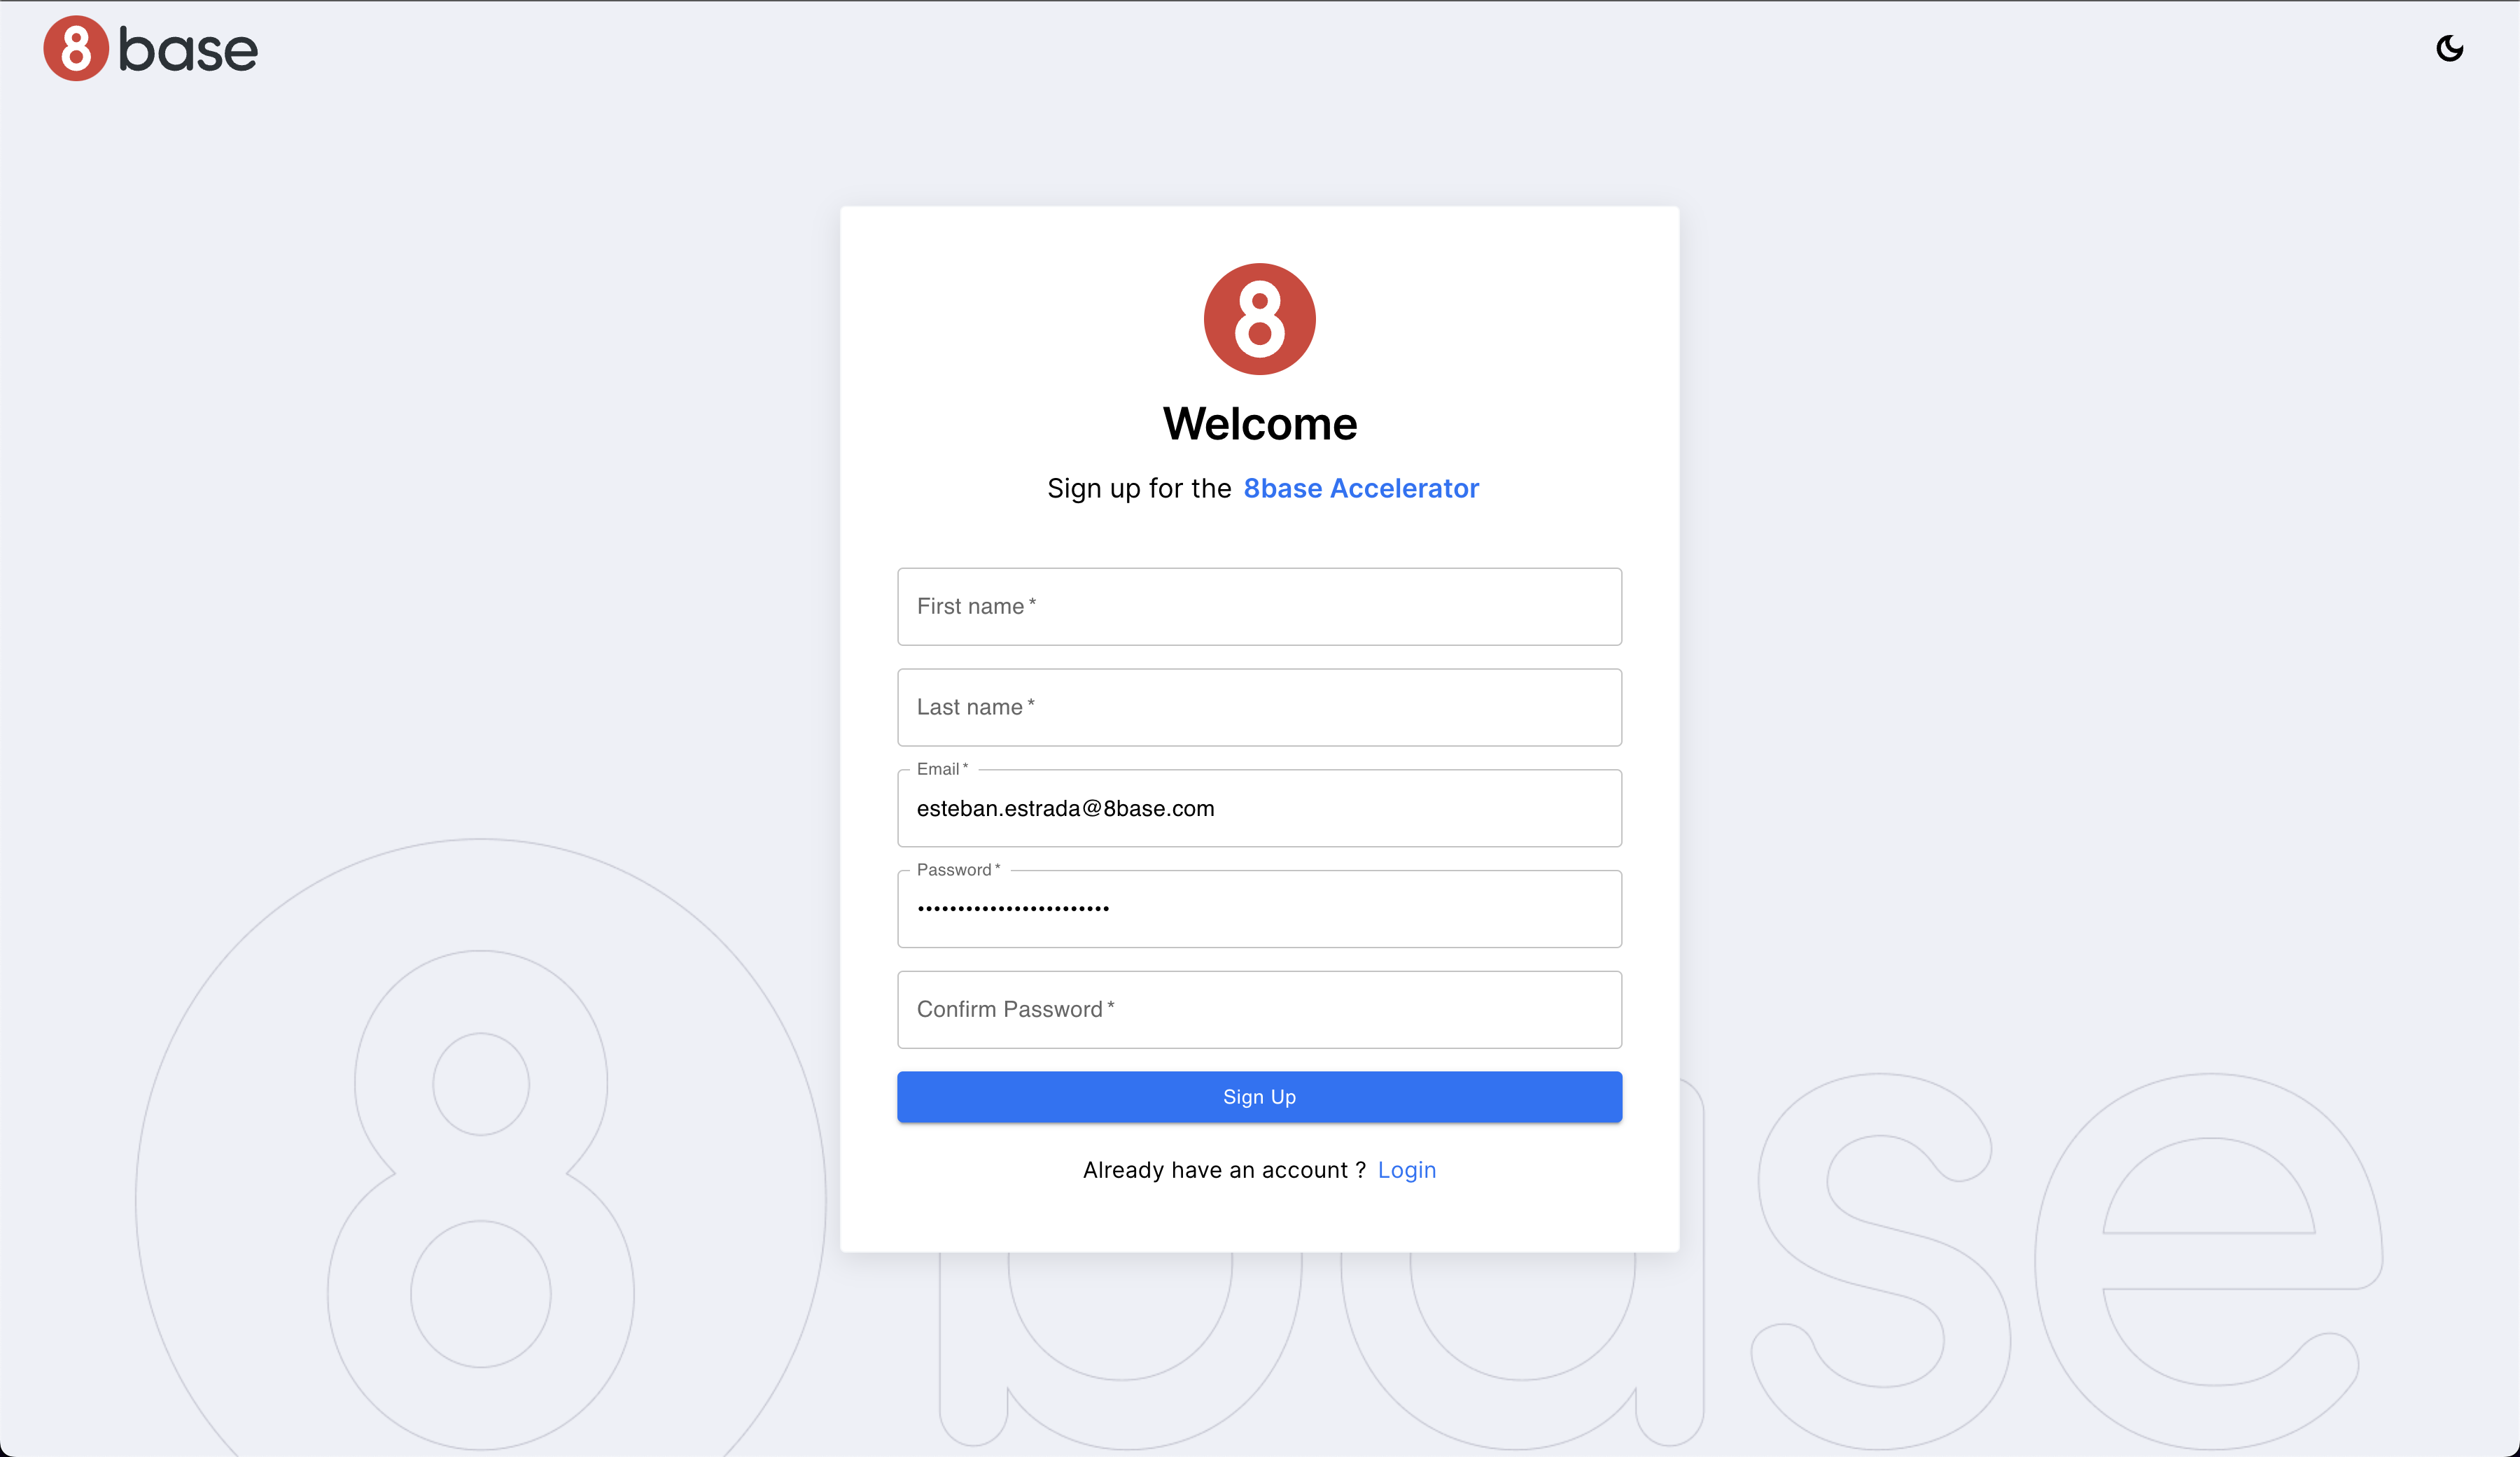 8base
8
Welcome
Sign up for the 8base Accelerator
First name *
Last name *
Email *
esteban.estrada@8base.com
Password *
••••••••••••••••••••••••
Confirm Password *
Sign Up
Already have an account ? Login
8base